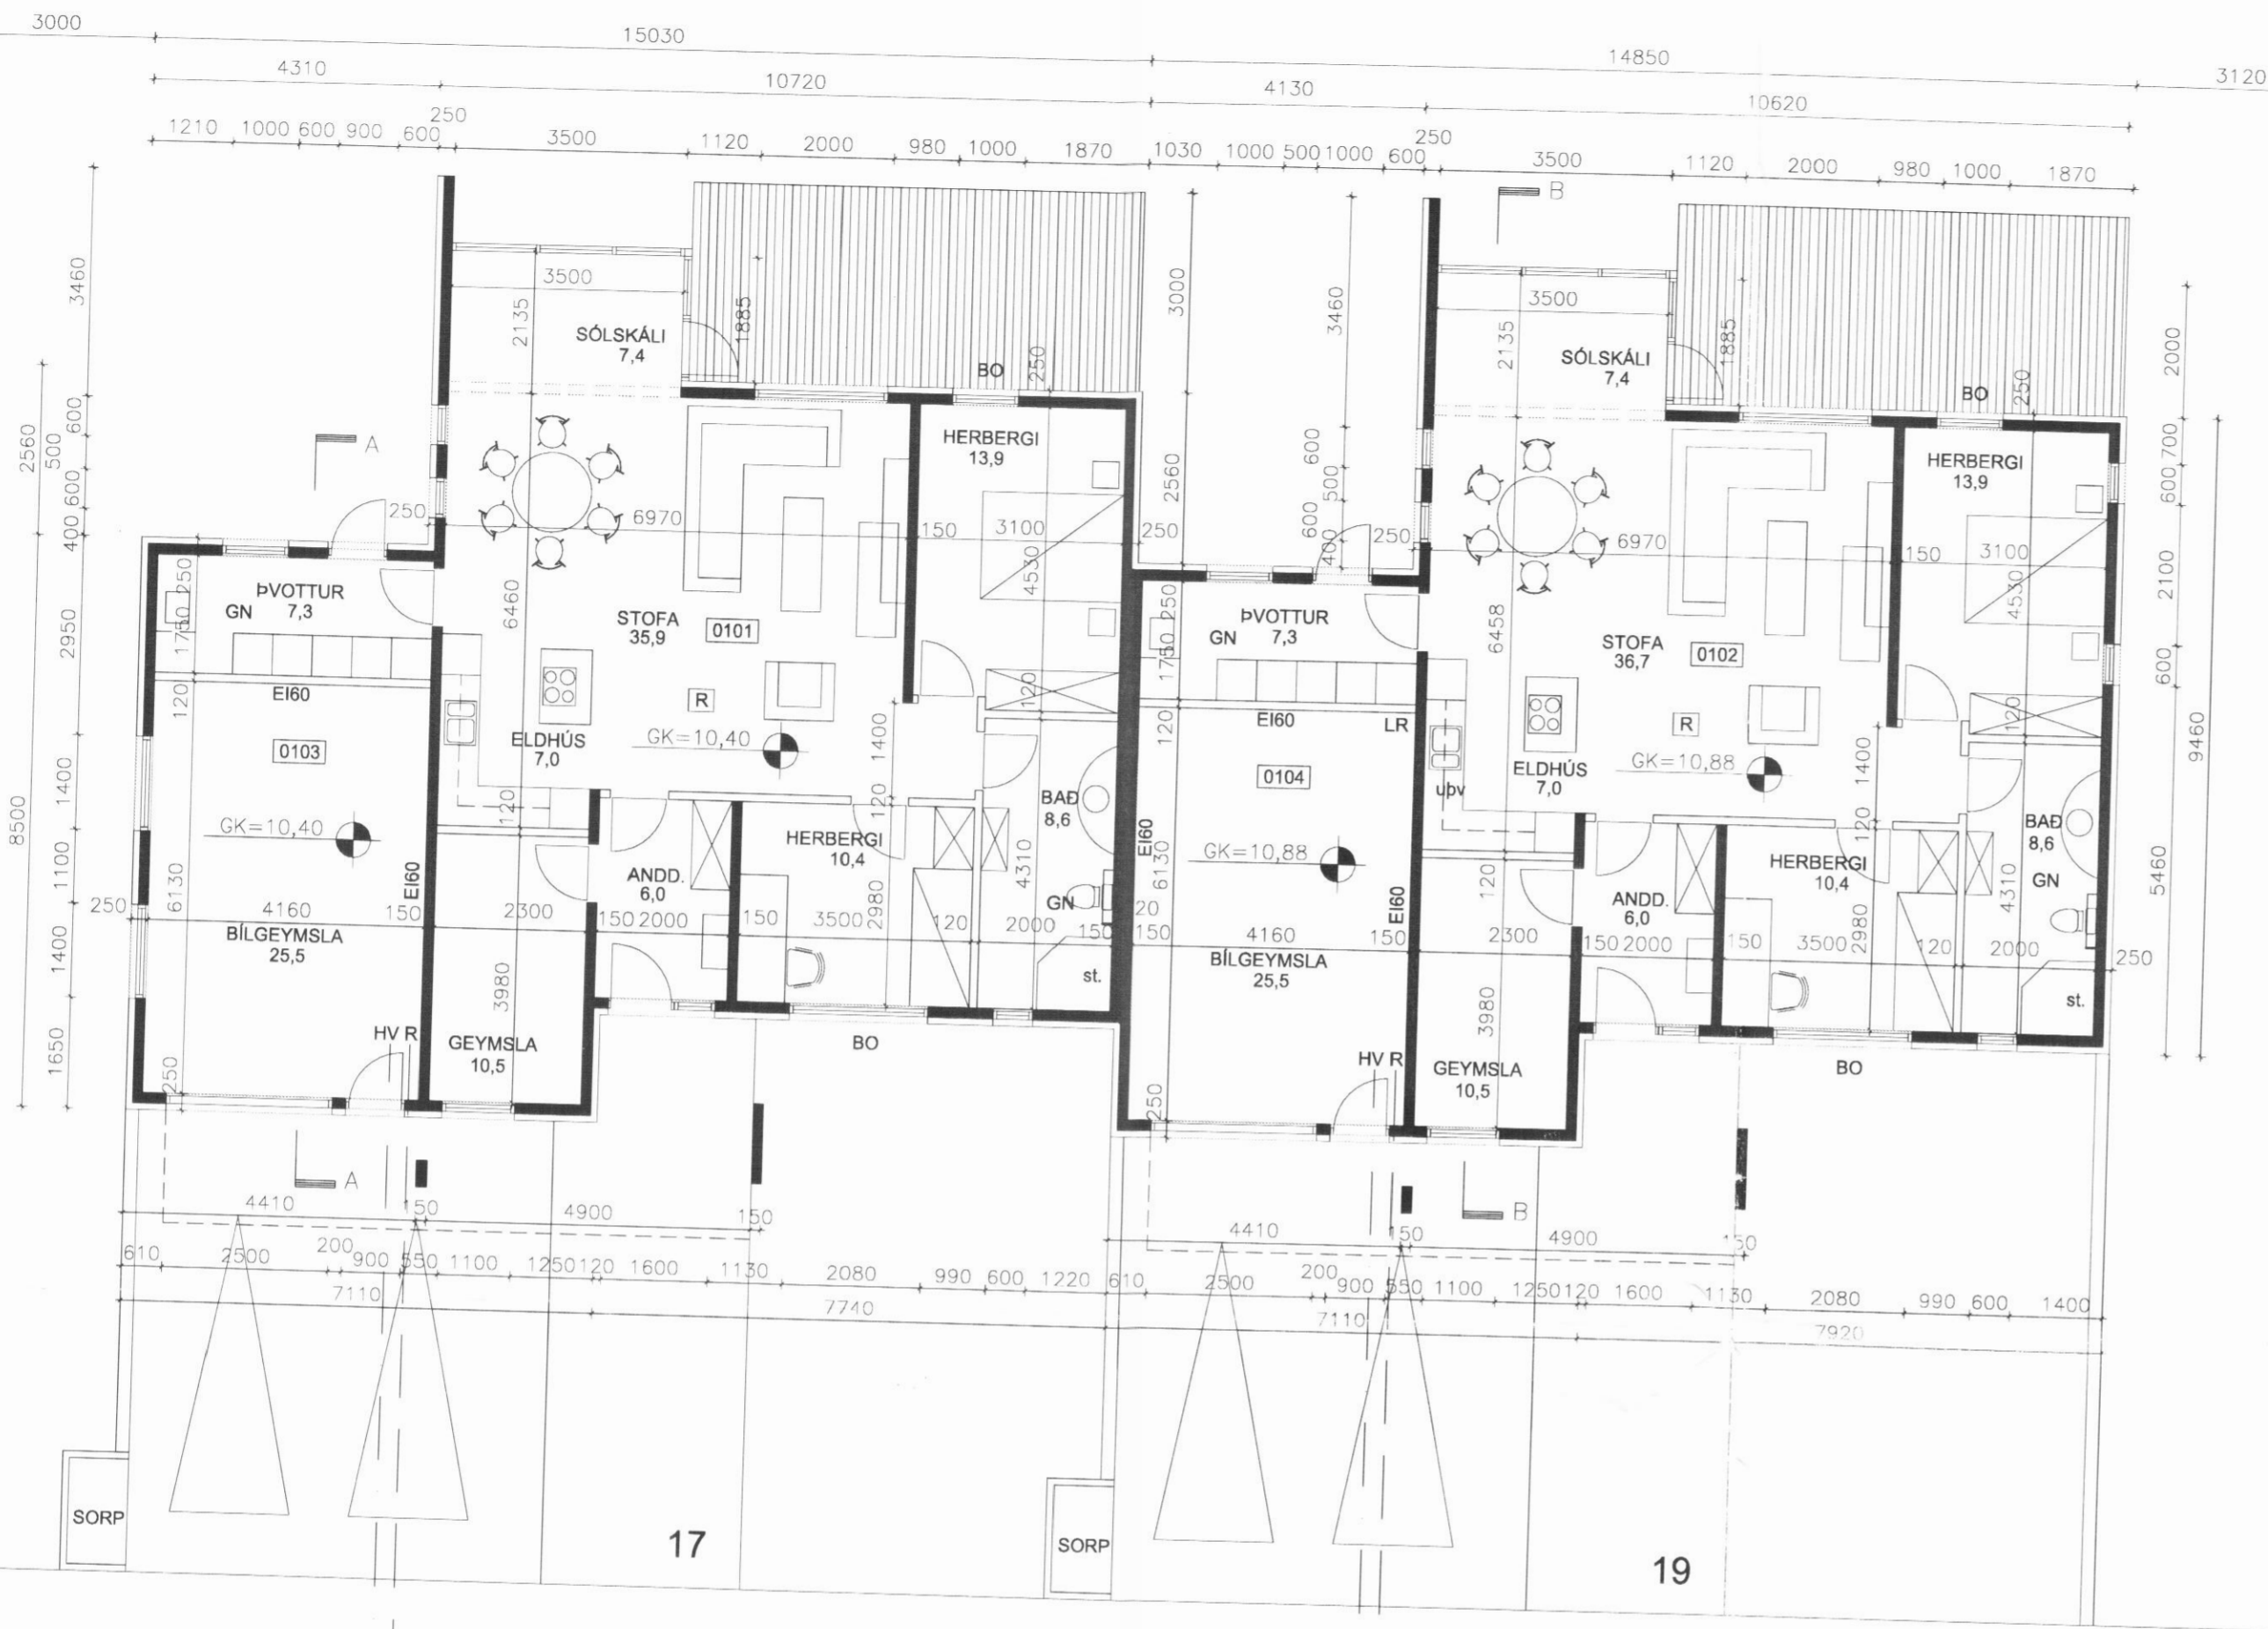 3000 15030 14850 3120
4310 10720 4130 10620
1210 1000 600 900 600 250 3500 1120 2000 980 1000 1870 1030 1000 500 1000 600 250 3500 1120 2000 980 1000 1870
3460
600
500
600
400
2560
2950
1400
1100
1400
1650
8500
A
250
ÞVOTTUR
7,3
GN
1750
250
EI60
120
0103
GK=10,40
6130
EI60
250
4160
150
BÍLGEYMSLA
25,5
HV R
250
3500
2135
SÓLSKÁLI
7,4
1885
BO
250
6970
6460
STOFA
35,9
0101
R
GK=10,40
ELDHÚS
7,0
120
HERBERGI
13,9
150
3100
4530
120
1400
120
BAÐ
8,6
4310
GN
2000
150
st.
HERBERGI
10,4
150
3500
2980
120
ANDD.
6,0
150
2000
2300
3980
GEYMSLA
10,5
BO
A
4410 150 4900 150
610 2500 200 900 550 1100 1250 120 1600 1130 2080 990 600 1220
7110 7740
SORP
17
3000
2560
3460
600
500
600
400
250
250
ÞVOTTUR
7,3
GN
1750
250
EI60
LR
120
0104
EI60
GK=10,88
6130
EI60
20
150
4160
150
BÍLGEYMSLA
25,5
HV R
250
B
3500
2135
SÓLSKÁLI
7,4
1885
BO
250
6970
6458
STOFA
36,7
0102
R
GK=10,88
ELDHÚS
7,0
uþv
120
HERBERGI
13,9
150
3100
4530
120
1400
120
BAÐ
8,6
4310
GN
2000
250
st.
HERBERGI
10,4
150
3500
2980
120
ANDD.
6,0
150
2000
2300
3980
GEYMSLA
10,5
BO
2000
700
600
2100
600
5460
9460
B
4410 150 4900 150
610 2500 200 900 550 1100 1250 120 1600 1130 2080 990 600 1400
7110 7920
SORP
19